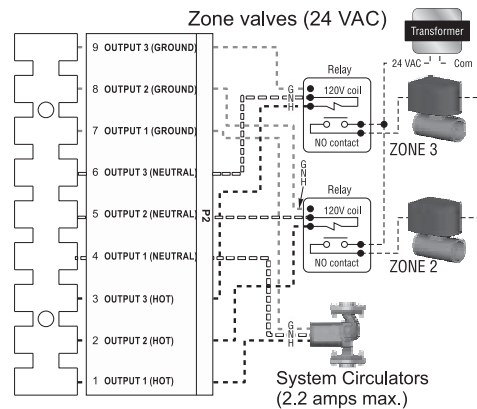 Zone valves (24 VAC)
Transformer
24 VAC
Com
9 OUTPUT 3 (GROUND)
8 OUTPUT 2 (GROUND)
7 OUTPUT 1 (GROUND)
6 OUTPUT 3 (NEUTRAL)
5 OUTPUT 2 (NEUTRAL)
4 OUTPUT 1 (NEUTRAL)
3 OUTPUT 3 (HOT)
2 OUTPUT 2 (HOT)
1 OUTPUT 1 (HOT)
P2
G
N
H
Relay
120V coil
NO contact
ZONE 3
G
N
H
Relay
120V coil
NO contact
ZONE 2
G
N
H
System Circulators
(2.2 amps max.)